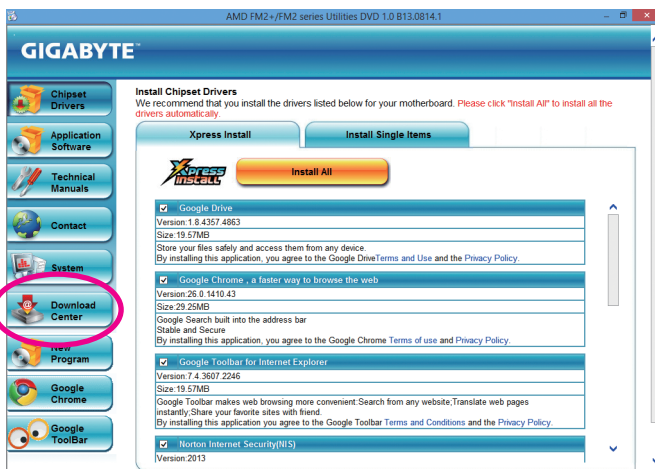 AMD FM2+/FM2 series Utilities DVD 1.0 B13.0814.1
GIGABYTE™
Chipset
Drivers
Application
Software
Technical
Manuals
Contact
System
Download
Center
New
Program
Google
Chrome
Google
ToolBar
Install Chipset Drivers
We recommend that you install the drivers listed below for your motherboard. Please click "Install All" to install all the
drivers automatically.
Xpress Install
Install Single Items
Xpress
Install
Install All
Google Drive
Version:1.8.4357.4863
Size:19.57MB
Store your files safely and access them from any device.
By installing this application, you agree to the Google DriveTerms and Use and the Privacy Policy.
Google Chrome , a faster way to browse the web
Version:26.0.1410.43
Size:29.25MB
Google Search built into the address bar
Stable and Secure
By installing this application, you agree to the Google Chrome Terms of use and Privacy Policy.
Google Toolbar for Internet Explorer
Version:7.4.3607.2246
Size:19.57MB
Google Toolbar makes web browsing more convenient:Search from any website;Translate web pages
instantly;Share your favorite sites with friend.
By installing this application you agree to the Google Toolbar Terms and Conditions and the Privacy Policy.
Norton Internet Security(NIS)
Version:2013